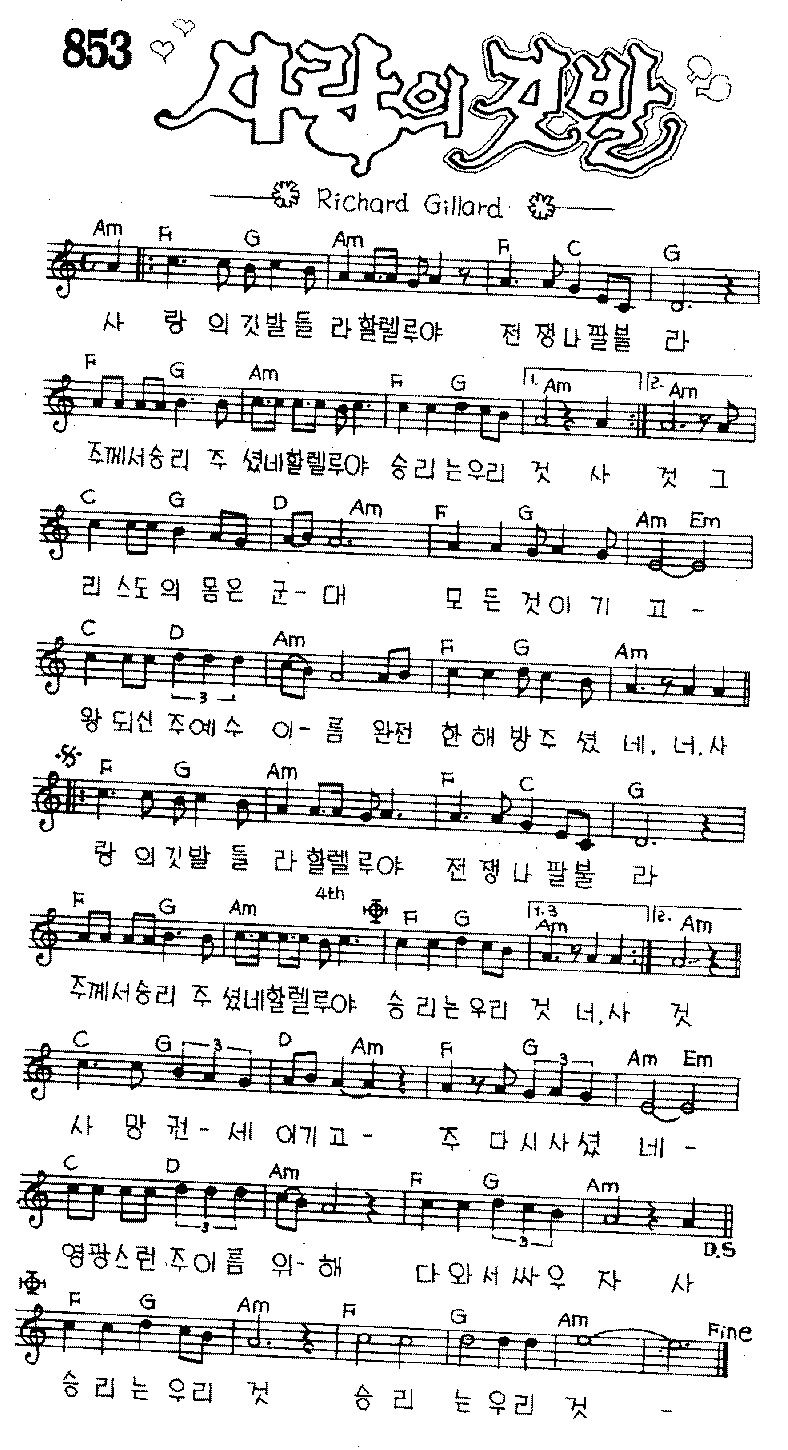 853
사랑의 깃발
Richard Gillard
Am F G Am F C G
사 랑 의 깃발 들 라 할렐루야 전 쟁나팔불 라
F G Am F G 1. Am 2. Am
주께서승리 주 셨네할렐루야 승리는우리 것 사 것 그
C G D Am F G Am Em
리 스도의 몸은 군-대 모 든 것이 기 고 -
C D Am F G Am
3
왕 되신 주예수 이-름 완전 한 해 방주 셨 네. 너.사
F G Am F C G
랑 의깃발 들 라 할렐루야 전 쟁나 팔불 라
F G Am 4th F G 1.3 Am 2. Am
주께서승리 주 셨네할렐루야 승 리는우리 것 너.사 것
C G 3 D Am F G 3 Am Em
사 망 권-세 이기고- 주 다시사셨 네 -
C D Am F G Am
3 3 D.S
영광스런 주이름 위-해 다 와서싸우 자 사
F G Am F G Am Fine
승 리는 우리 것 승 리 는우리 것 -